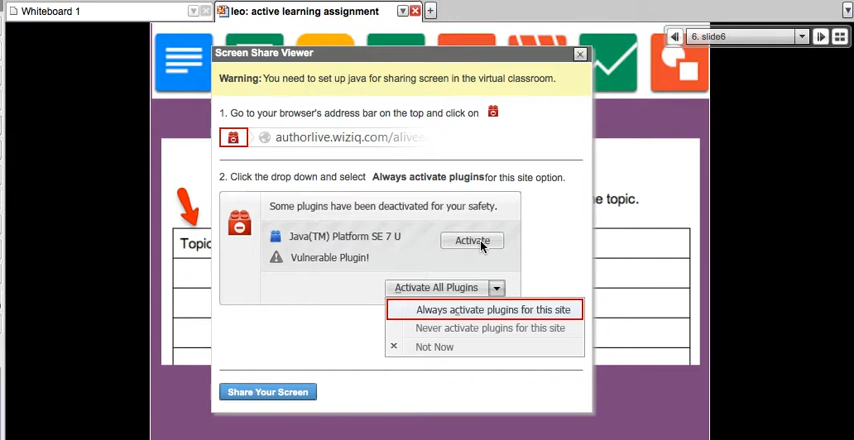 Whiteboard 1
leo: active learning assignment
6. slide6
Screen Share Viewer
Warning: You need to set up java for sharing screen in the virtual classroom.
1. Go to your browser's address bar on the top and click on
authorlive.wiziq.com/alivee
2. Click the drop down and select Always activate plugins for this site option.
Some plugins have been deactivated for your safety.
e topic.
Java(TM) Platform SE 7 U
Activate
Topic
Vulnerable Plugin!
Activate All Plugins
Always activate plugins for this site
Never activate plugins for this site
x Not Now
Share Your Screen